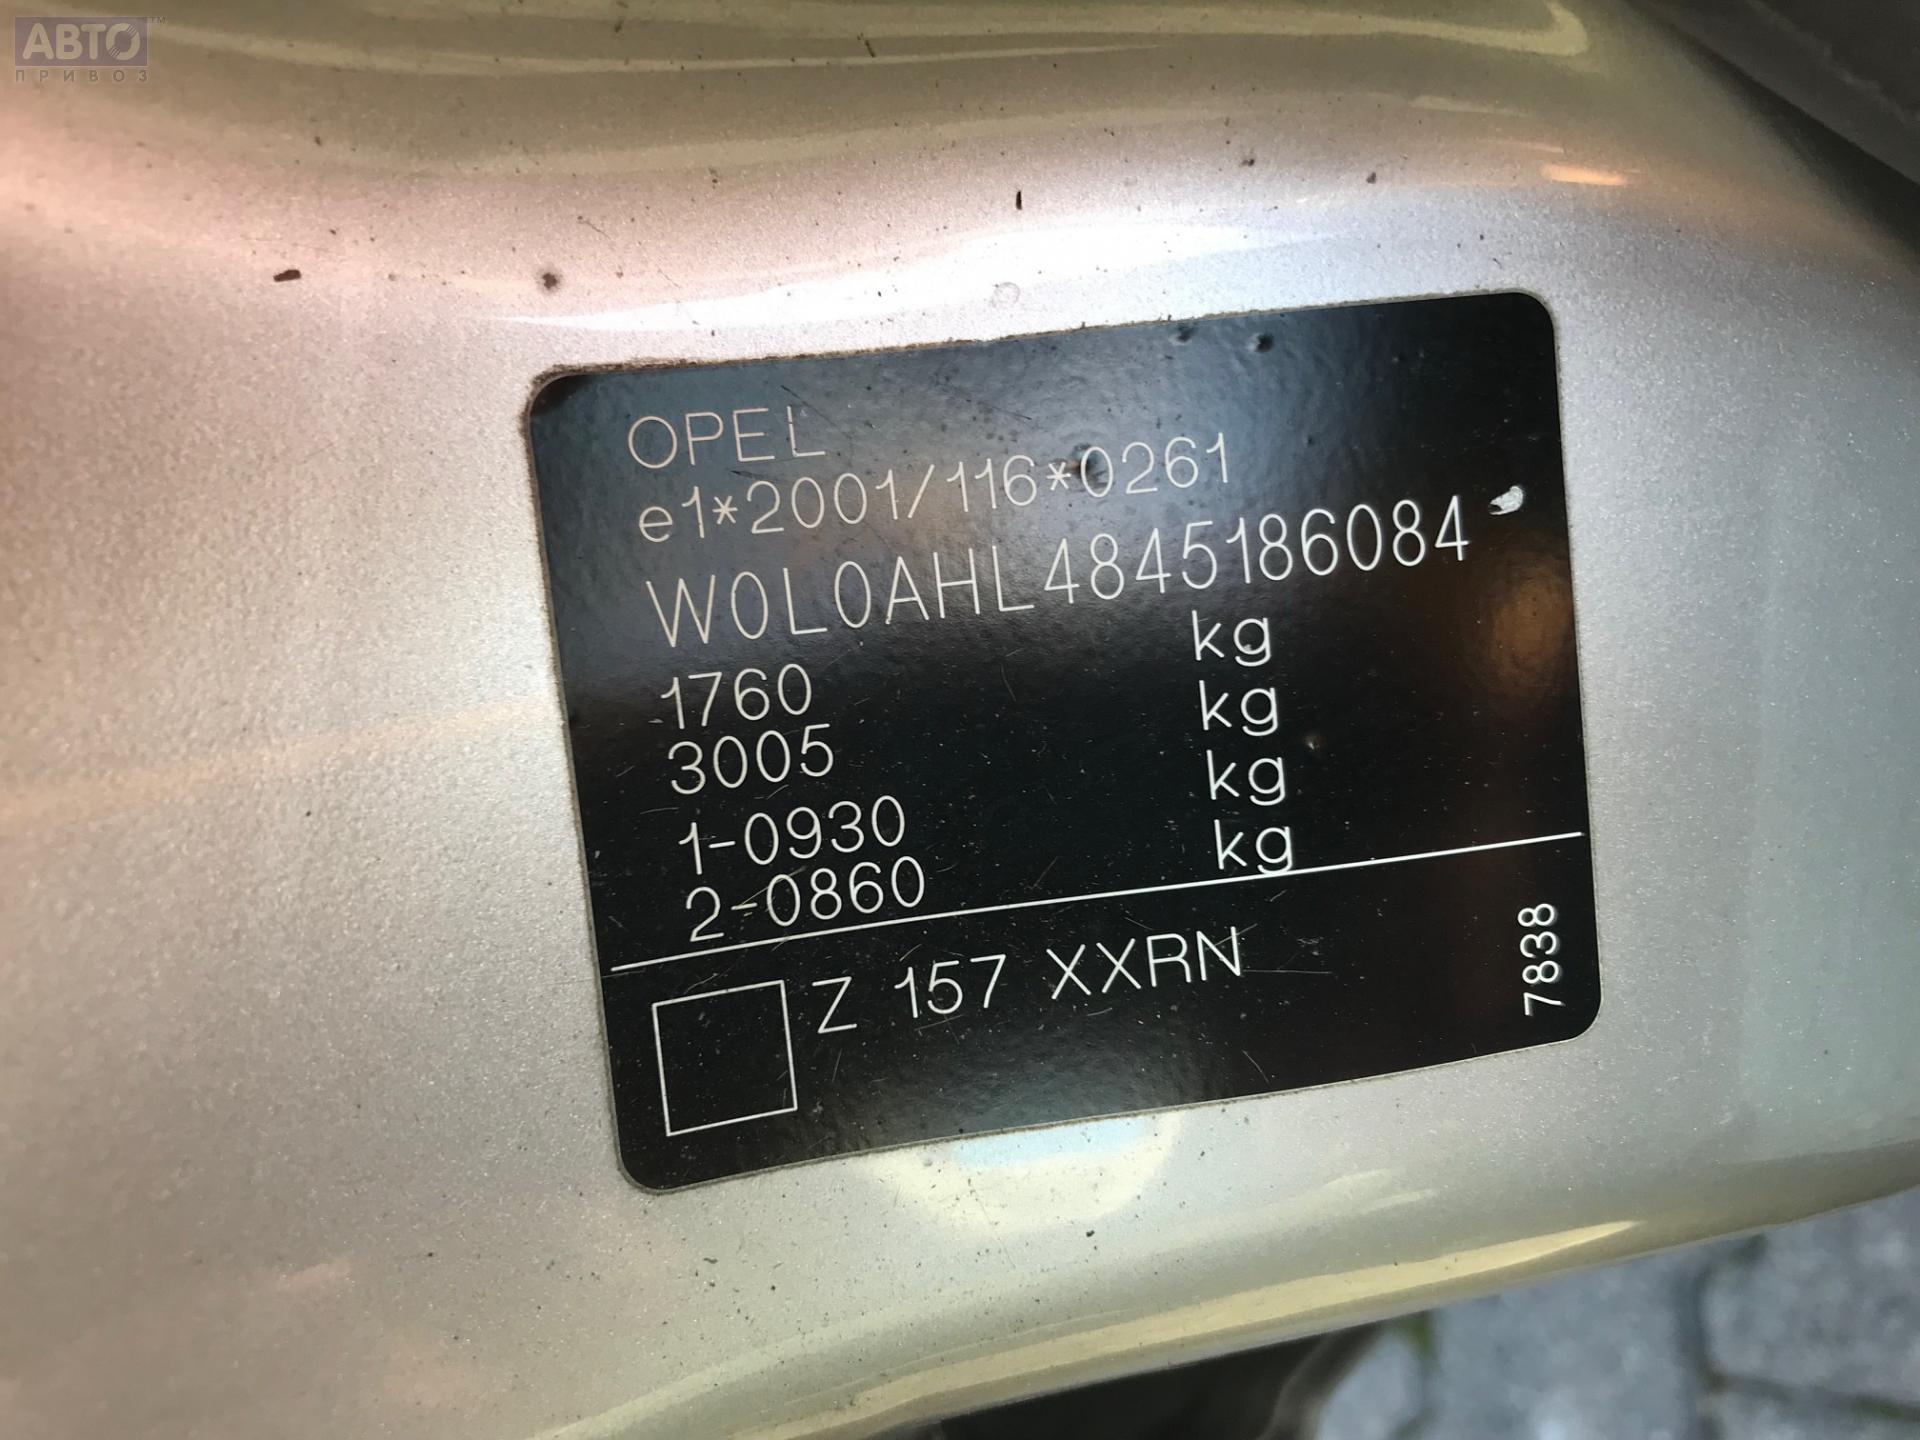 АВТО™
ПРИВОЗ
OPEL
e1*2001/116*0261
W0L0AHL4845186084
1760 kg
3005 kg
1-0930 kg
2-0860 kg
Z 157 XXRN
7838